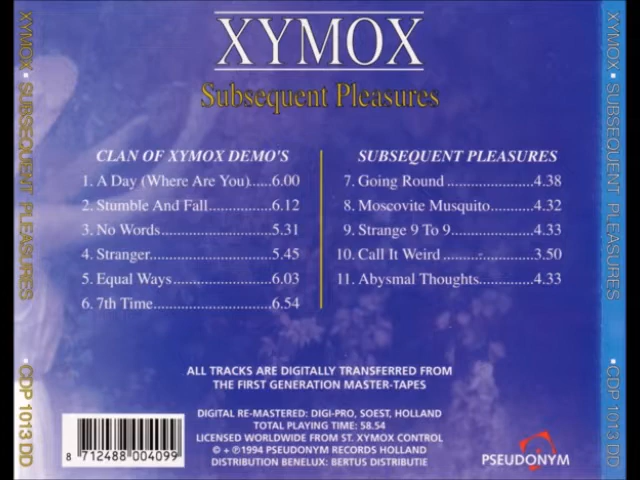 XYMOX
Subsequent Pleasures
CLAN OF XYMOX DEMO'S
1. A Day (Where Are You)......6.00
2. Stumble And Fall...............6.12
3. No Words...........................5.31
4. Stranger.............................5.45
5. Equal Ways........................6.03
6. 7th Time............................6.54
SUBSEQUENT PLEASURES
7. Going Round......................4.38
8. Moscovite Musquito..........4.32
9. Strange 9 To 9....................4.33
10. Call It Weird......................3.50
11. Abysmal Thoughts.............4.33
ALL TRACKS ARE DIGITALLY TRANSFERRED FROM
THE FIRST GENERATION MASTER-TAPES
DIGITAL RE-MASTERED: DIGI-PRO, SOEST, HOLLAND
TOTAL PLAYING TIME: 58.54
LICENSED WORLDWIDE FROM ST. XYMOX CONTROL
© + ℗1994 PSEUDONYM RECORDS HOLLAND
DISTRIBUTION BENELUX: BERTUS DISTRIBUTIE
8 712488 004099
PSEUDONYM
XYMOX • SUBSEQUENT PLEASURES • CDP 1013 DD
XYMOX • SUBSEQUENT PLEASURES • CDP 1013 DD